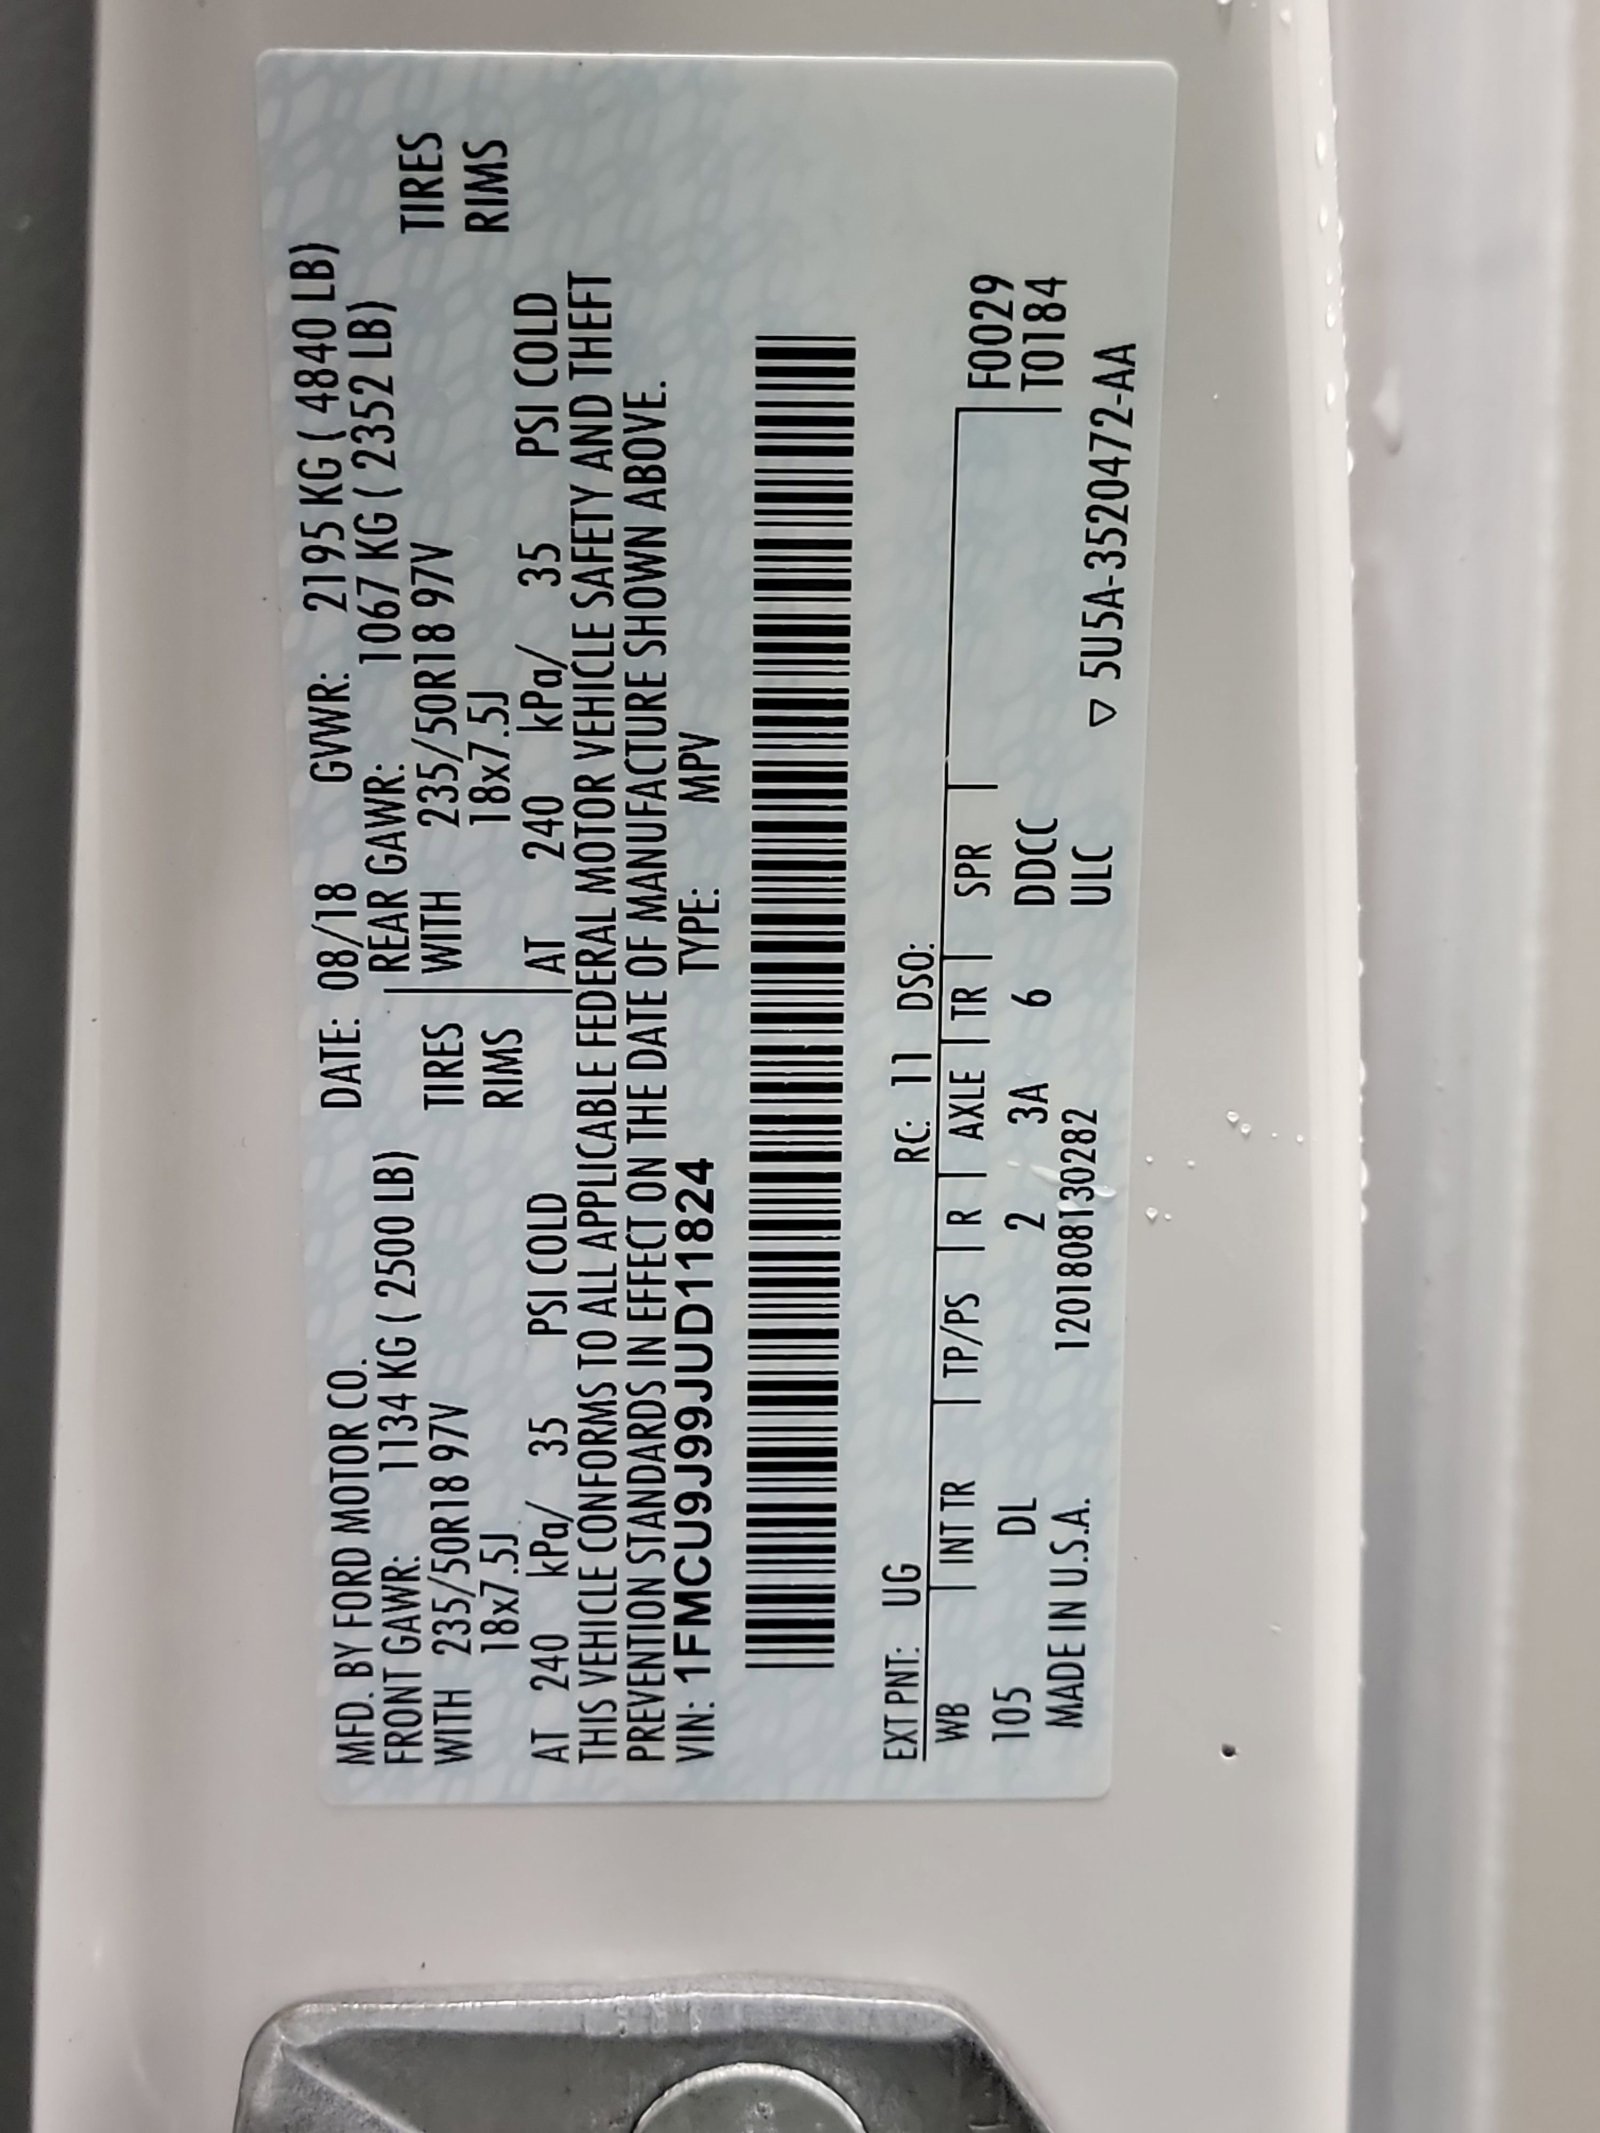 MFD. BY FORD MOTOR CO. DATE: 08/18 GVWR: 2195 KG ( 4840 LB)
FRONT GAWR: 1134 KG ( 2500 LB) REAR GAWR: 1067 KG ( 2352 LB)
WITH 235/50R18 97V TIRES WITH 235/50R18 97V TIRES
18x7.5J RIMS 18x7.5J RIMS
AT 240 kPa/ 35 PSI COLD AT 240 kPa/ 35 PSI COLD
THIS VEHICLE CONFORMS TO ALL APPLICABLE FEDERAL MOTOR VEHICLE SAFETY AND THEFT
PREVENTION STANDARDS IN EFFECT ON THE DATE OF MANUFACTURE SHOWN ABOVE.
VIN: 1FMCU9J99JUD11824 TYPE: MPV
EXT PNT: UG RC: 11 DSO:
WB INT TR TP/PS R AXLE TR SPR F0029
105 DL 2 3A 6 DDCC T0184
MADE IN U.S.A. 1201808130282 ULC ▽ 5U5A-3520472-AA